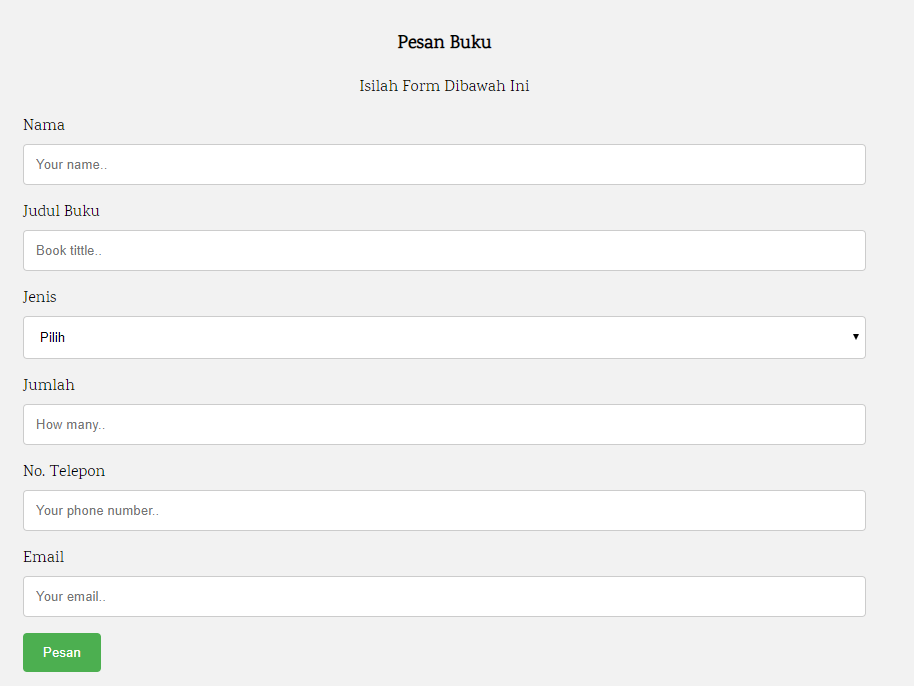 Pesan Buku
Isilah Form Dibawah Ini
Nama
Your name..
Judul Buku
Book tittle..
Jenis
Pilih
Jumlah
How many..
No. Telepon
Your phone number..
Email
Your email..
Pesan